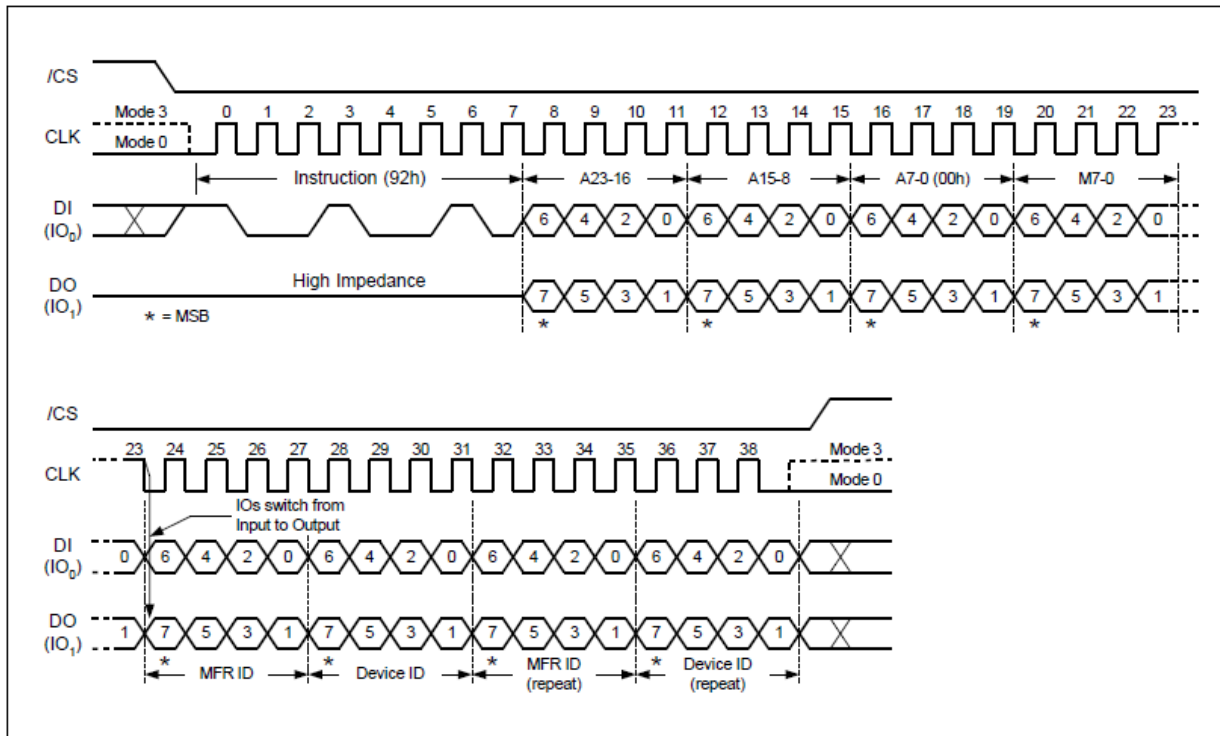 /CS
Mode 3 0 1 2 3 4 5 6 7 8 9 10 11 12 13 14 15 16 17 18 19 20 21 22 23
CLK Mode 0
Instruction (92h) A23-16 A15-8 A7-0 (00h) M7-0
DI
(IO0) 6 4 2 0 6 4 2 0 6 4 2 0 6 4 2 0
High Impedance
DO
(IO1) 7 5 3 1 7 5 3 1 7 5 3 1 7 5 3 1
* = MSB * * * *
/CS
23 24 25 26 27 28 29 30 31 32 33 34 35 36 37 38 Mode 3
CLK Mode 0
IOs switch from
Input to Output
DI
(IO0) 0 6 4 2 0 6 4 2 0 6 4 2 0 6 4 2 0
DO
(IO1) 1 7 5 3 1 7 5 3 1 7 5 3 1 7 5 3 1
* * * *
MFR ID Device ID MFR ID (repeat) Device ID (repeat)